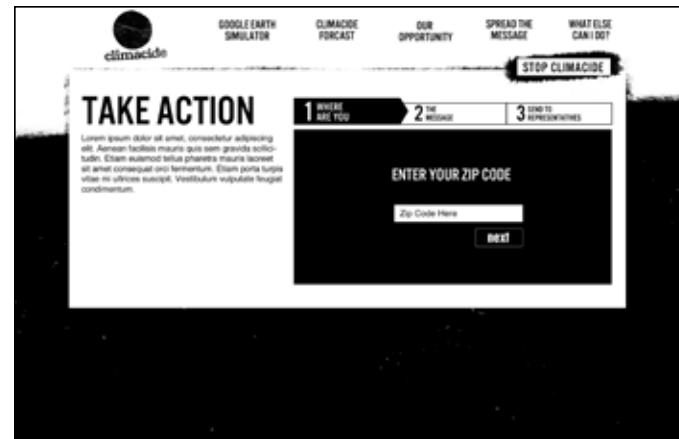 climacide
GOOGLE EARTH
SIMULATOR
CLIMACIDE
FORCAST
OUR
OPPORTUNITY
SPREAD THE
MESSAGE
WHAT ELSE
CAN I DO?
STOP CLIMACIDE
TAKE ACTION
Lorem ipsum dolor sit amet, consectetur adipiscing
elit. Aenean facilisis mauris quis sem gravida sollici-
tudin. Etiam euismod tellus pharetra mauris laoreet
sit amet consequat orci fermentum. Etiam porta turpis
vitae mi ultrices suscipit. Vestibulum vulputate feugiat
condimentum.
1 WHERE
ARE YOU
2 THE
MESSAGE
3 SEND TO
REPRESENTATIVES
ENTER YOUR ZIP CODE
Zip Code Here
next